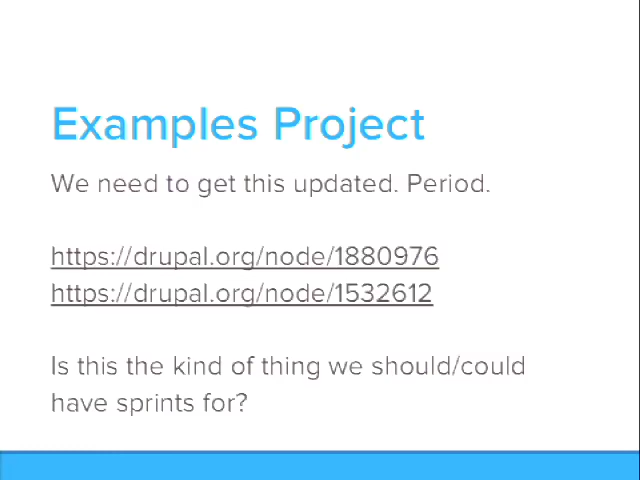 Examples Project
We need to get this updated. Period.
https://drupal.org/node/1880976
https://drupal.org/node/1532612
Is this the kind of thing we should/could
have sprints for?